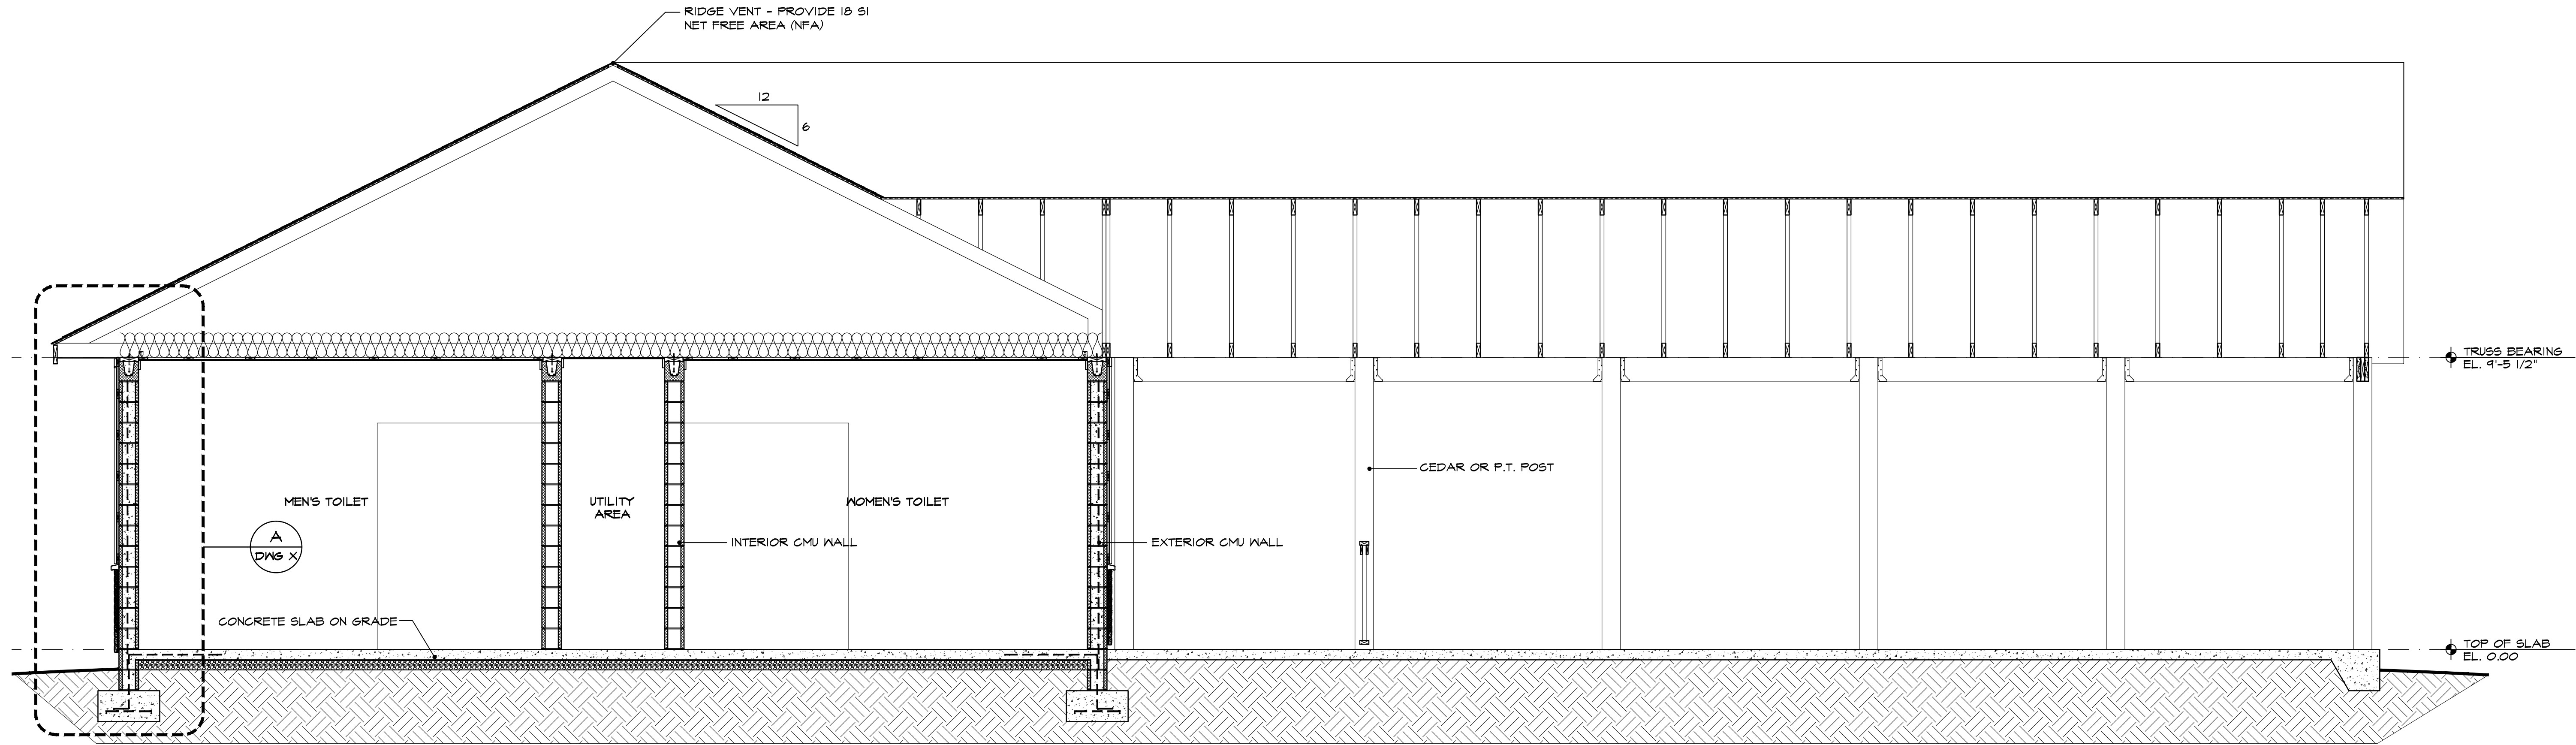 RIDGE VENT - PROVIDE 18 SI
NET FREE AREA (NFA)
12
6
TRUSS BEARING
EL. 9'-5 1/2"
CEDAR OR P.T. POST
MEN'S TOILET
UTILITY
AREA
WOMEN'S TOILET
A
DWG X
INTERIOR CMU WALL
EXTERIOR CMU WALL
CONCRETE SLAB ON GRADE
TOP OF SLAB
EL. 0.00